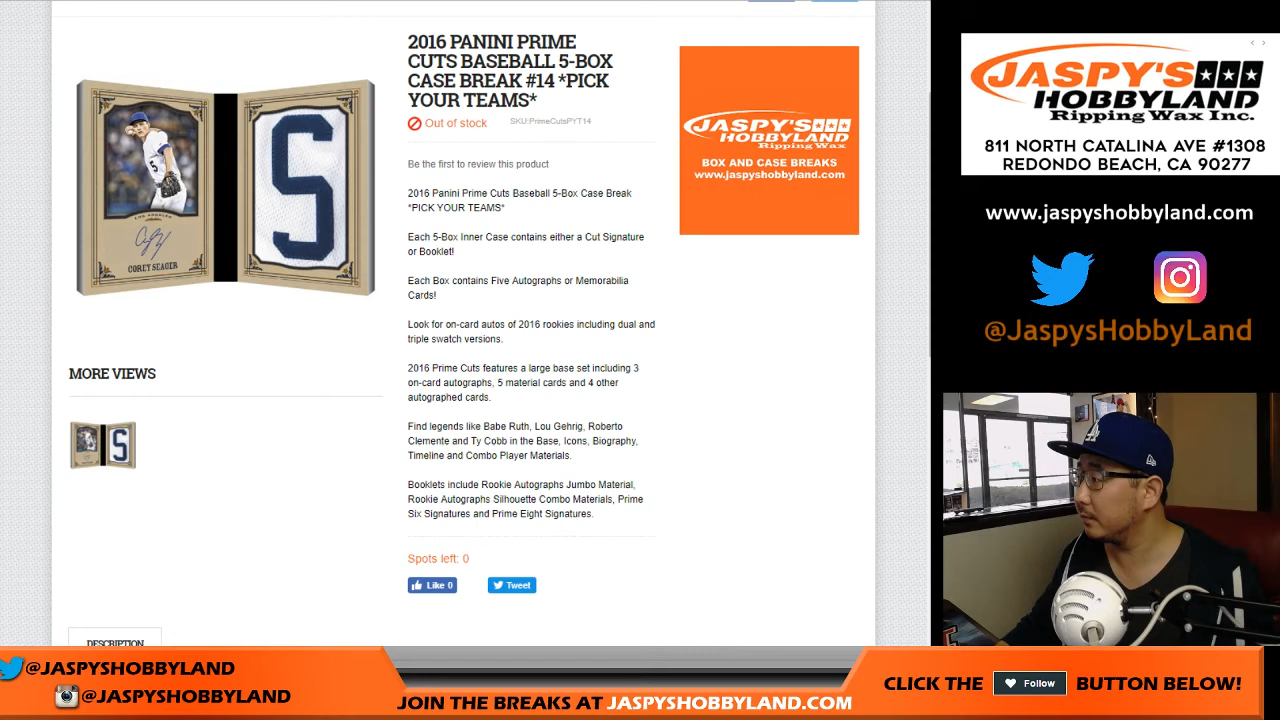 2016 PANINI PRIME
CUTS BASEBALL 5-BOX
CASE BREAK #14 *PICK
YOUR TEAMS*
Out of stock
SKU:PrimeCutsPYT14
Be the first to review this product
2016 Panini Prime Cuts Baseball 5-Box Case Break
*PICK YOUR TEAMS*
Each 5-Box Inner Case contains either a Cut Signature
or Booklet!
Each Box contains Five Autographs or Memorabilia
Cards!
Look for on-card autos of 2016 rookies including dual and
triple swatch versions.
2016 Prime Cuts features a large base set including 3
on-card autographs, 5 material cards and 4 other
autographed cards.
Find legends like Babe Ruth, Lou Gehrig, Roberto
Clemente and Ty Cobb in the Base, Icons, Biography,
Timeline and Combo Player Materials.
Booklets include Rookie Autographs Jumbo Material,
Rookie Autographs Silhouette Combo Materials, Prime
Six Signatures and Prime Eight Signatures.
Spots left: 0
Like 0
Tweet
LOS ANGELES
COREY SEAGER
S
5
MORE VIEWS
S
DESCRIPTION
JASPY'S
HOBBYLAND
Ripping Wax
BOX AND CASE BREAKS
www.jaspyshobbyland.com
JASPY'S
HOBBYLAND
Ripping Wax Inc.
811 NORTH CATALINA AVE #1308
REDONDO BEACH, CA 90277
www.jaspyshobbyland.com
@JaspysHobbyLand
LA
@JASPYSHOBBYLAND
@JASPYSHOBBYLAND
JOIN THE BREAKS AT JASPYSHOBBYLAND.COM
CLICK THE Follow BUTTON BELOW!